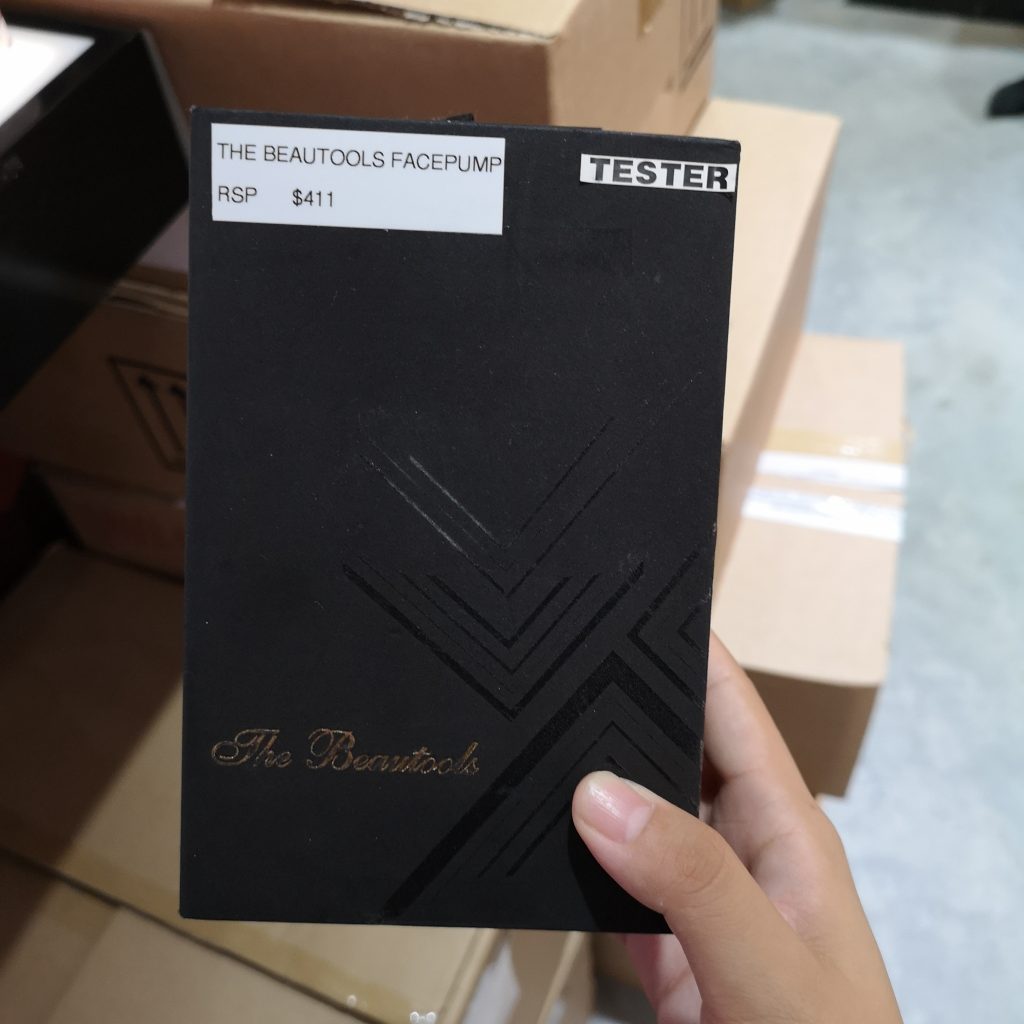 THE BEAUTOOLS FACEPUMP
RSP $411
TESTER
The Beautools